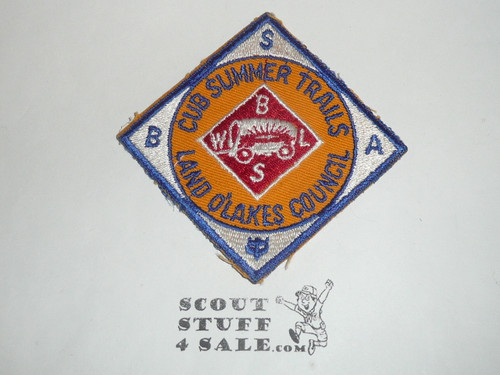 S
CUB SUMMER TRAILS
B
B A
W L
S
LAND O'LAKES COUNCIL
SCOUT
STUFF
4 SALE.COM